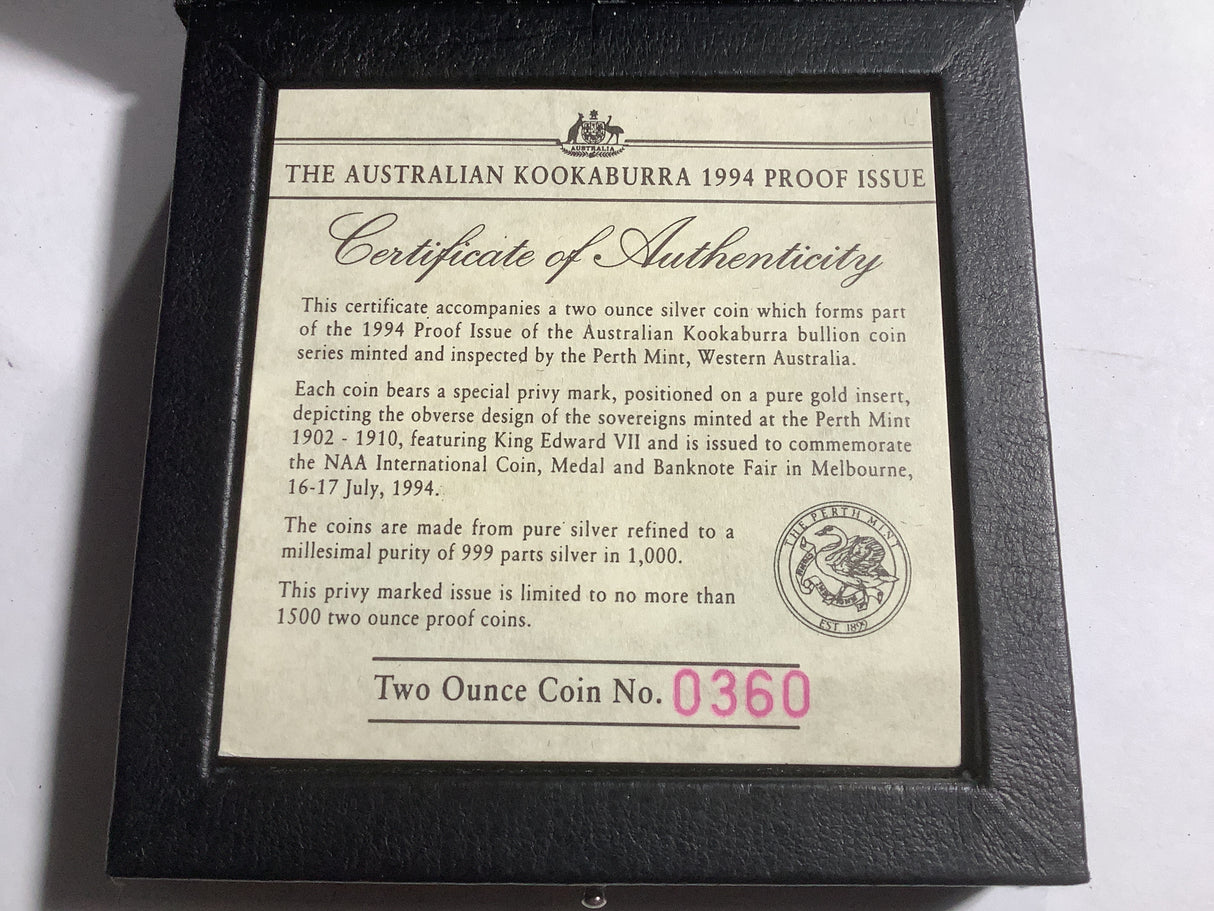 AUSTRALIA
THE AUSTRALIAN KOOKABURRA 1994 PROOF ISSUE
Certificate of Authenticity
This certificate accompanies a two ounce silver coin which forms part
of the 1994 Proof Issue of the Australian Kookaburra bullion coin
series minted and inspected by the Perth Mint, Western Australia.
Each coin bears a special privy mark, positioned on a pure gold insert,
depicting the obverse design of the sovereigns minted at the Perth Mint
1902 - 1910, featuring King Edward VII and is issued to commemorate
the NAA International Coin, Medal and Banknote Fair in Melbourne,
16-17 July, 1994.
The coins are made from pure silver refined to a
millesimal purity of 999 parts silver in 1,000.
This privy marked issue is limited to no more than
1500 two ounce proof coins.
THE PERTH MINT
EST. 1899
Two Ounce Coin No. 0360